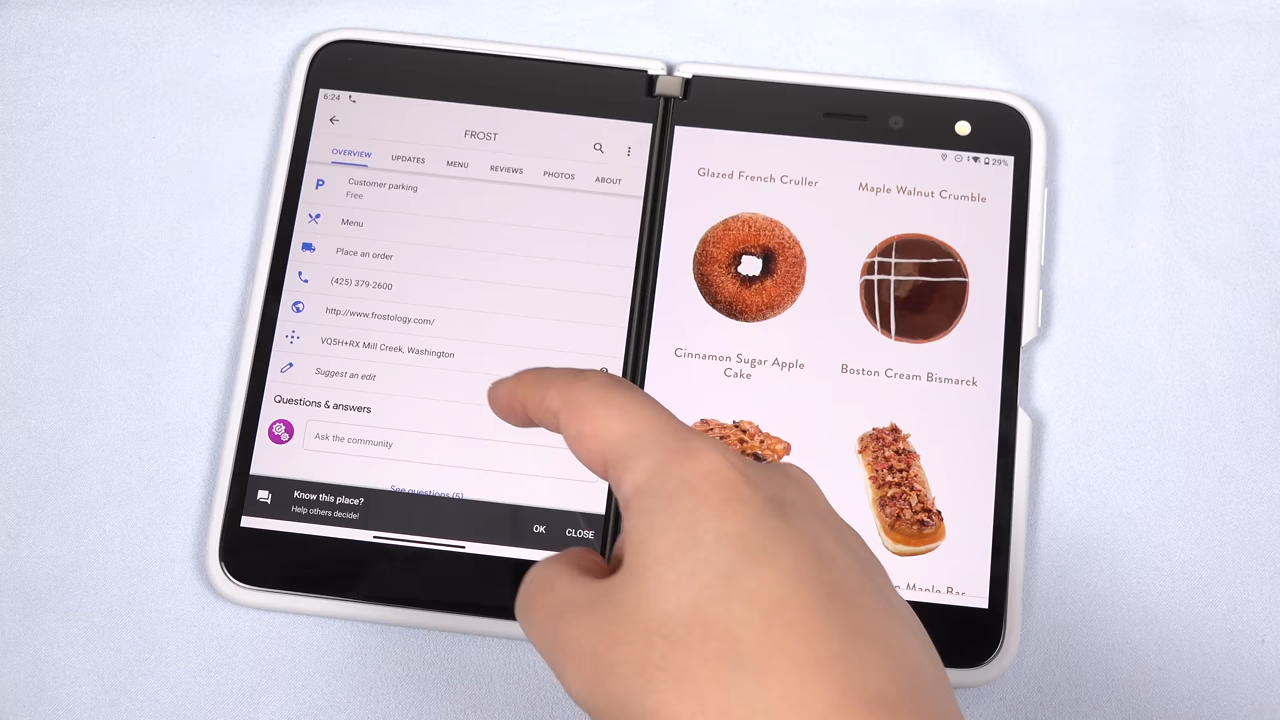 6:24
FROST
OVERVIEW UPDATES MENU REVIEWS PHOTOS ABOUT
P Customer parking
Free
Menu
Place an order
(425) 379-2600
http://www.frostology.com/
VQ5H+RX Mill Creek, Washington
Suggest an edit
Questions & answers
Ask the community
See questions (5)
Know this place?
Help others decide!
OK CLOSE
29%
Glazed French Cruller
Maple Walnut Crumble
Cinnamon Sugar Apple
Cake
Boston Cream Bismarck
Maple Bar